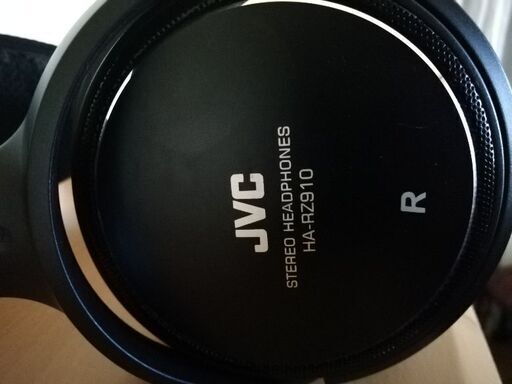 JVC
STEREO HEADPHONES
HA-RZ910
R